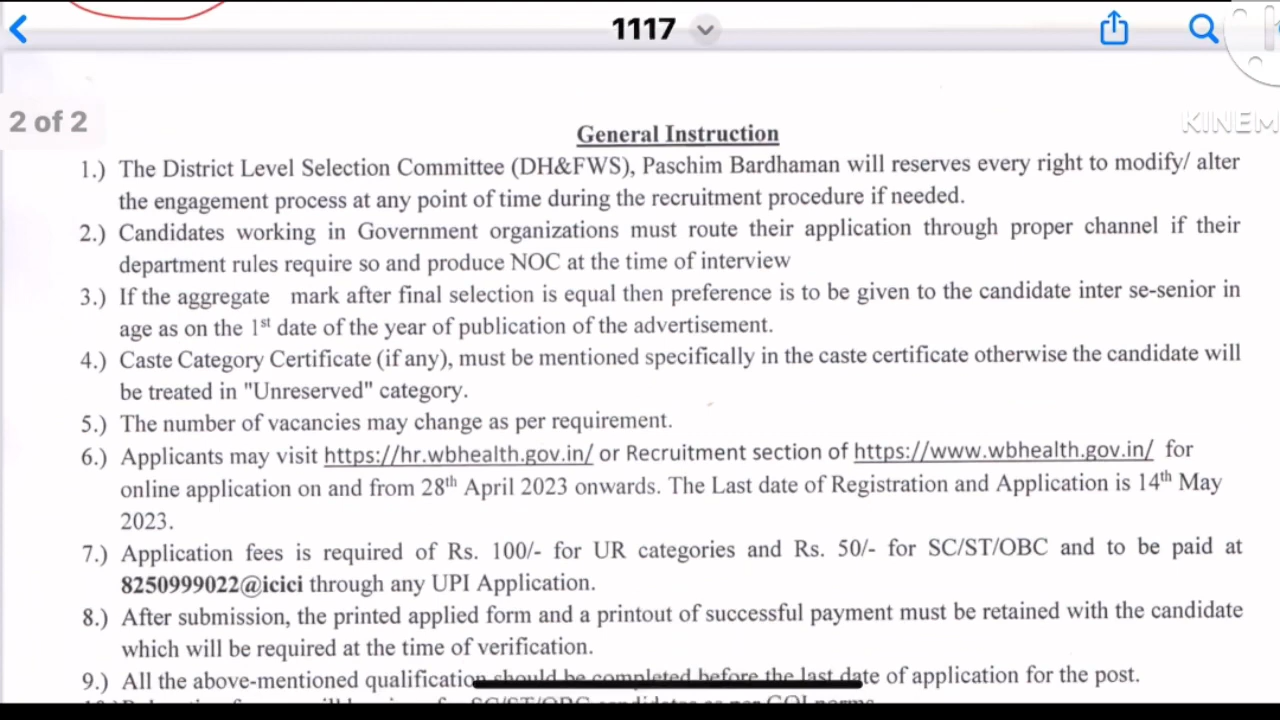 1117
2 of 2
KINEM
General Instruction
1.) The District Level Selection Committee (DH&FWS), Paschim Bardhaman will reserves every right to modify/ alter
the engagement process at any point of time during the recruitment procedure if needed.
2.) Candidates working in Government organizations must route their application through proper channel if their
department rules require so and produce NOC at the time of interview
3.) If the aggregate mark after final selection is equal then preference is to be given to the candidate inter se-senior in
age as on the 1st date of the year of publication of the advertisement.
4.) Caste Category Certificate (if any), must be mentioned specifically in the caste certificate otherwise the candidate will
be treated in "Unreserved" category.
5.) The number of vacancies may change as per requirement.
6.) Applicants may visit https://hr.wbhealth.gov.in/ or Recruitment section of https://www.wbhealth.gov.in/ for
online application on and from 28th April 2023 onwards. The Last date of Registration and Application is 14th May
2023.
7.) Application fees is required of Rs. 100/- for UR categories and Rs. 50/- for SC/ST/OBC and to be paid at
8250999022@icici through any UPI Application.
8.) After submission, the printed applied form and a printout of successful payment must be retained with the candidate
which will be required at the time of verification.
9.) All the above-mentioned qualification should be completed before the last date of application for the post.